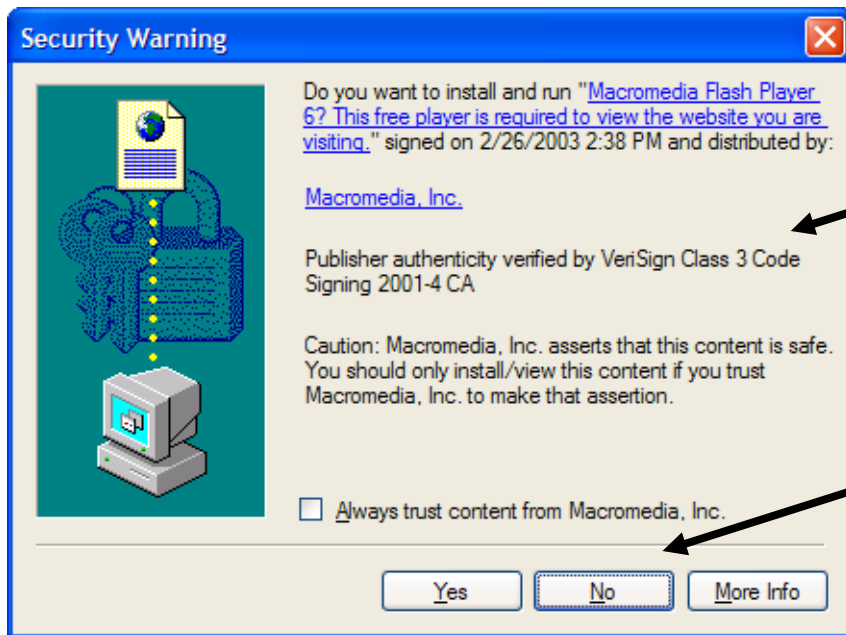 Security Warning
Do you want to install and run "Macromedia Flash Player
6? This free player is required to view the website you are
visiting." signed on 2/26/2003 2:38 PM and distributed by:
Macromedia, Inc.
Publisher authenticity verified by VeriSign Class 3 Code
Signing 2001-4 CA
Caution: Macromedia, Inc. asserts that this content is safe.
You should only install/view this content if you trust
Macromedia, Inc. to make that assertion.
Always trust content from Macromedia, Inc.
Yes No More Info